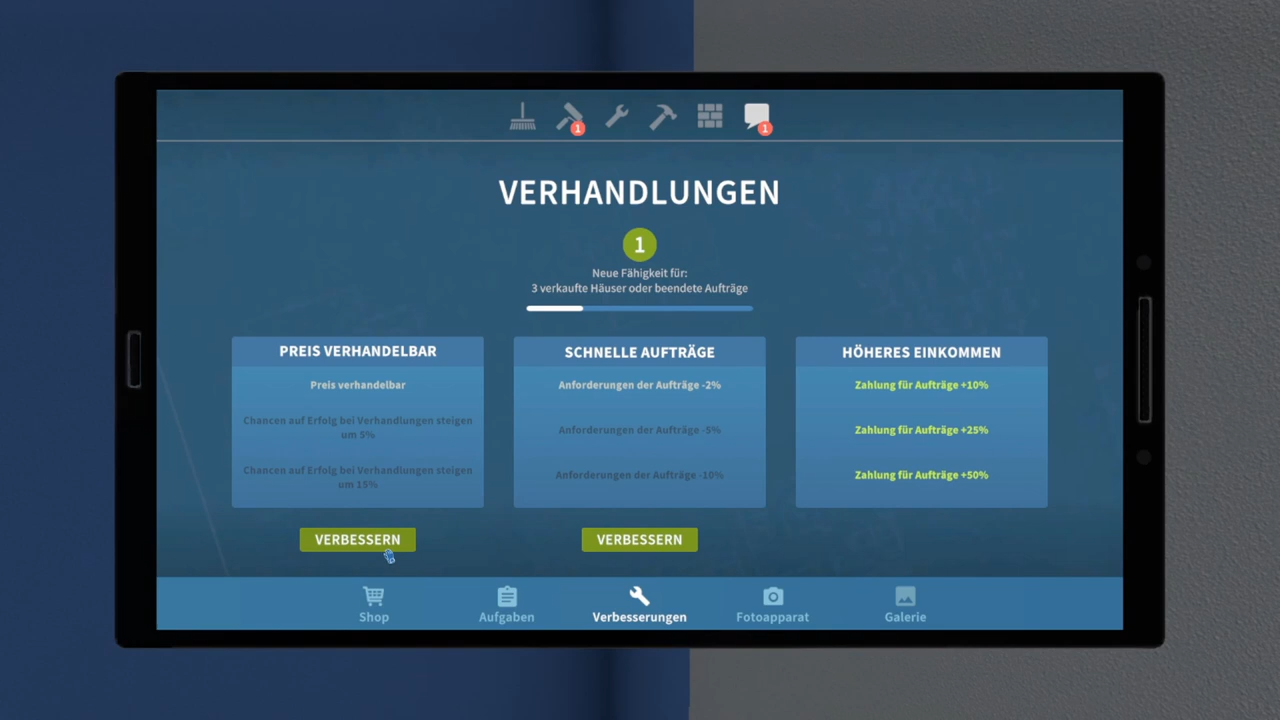 1
1
VERHANDLUNGEN
1
Neue Fähigkeit für:
3 verkaufte Häuser oder beendete Aufträge
PREIS VERHANDELBAR
Preis verhandelbar
Chancen auf Erfolg bei Verhandlungen steigen
um 5%
Chancen auf Erfolg bei Verhandlungen steigen
um 15%
VERBESSERN
SCHNELLE AUFTRÄGE
Anforderungen der Aufträge -2%
Anforderungen der Aufträge -5%
Anforderungen der Aufträge -10%
VERBESSERN
HÖHERES EINKOMMEN
Zahlung für Aufträge +10%
Zahlung für Aufträge +25%
Zahlung für Aufträge +50%
Shop
Aufgaben
Verbesserungen
Fotoapparat
Galerie